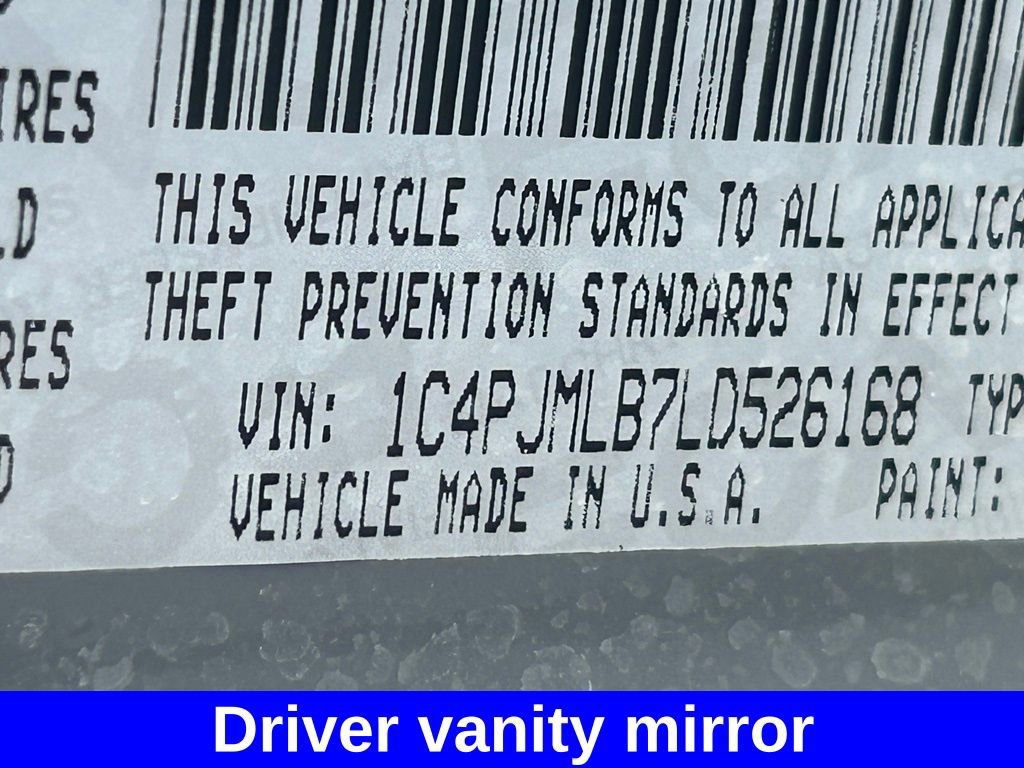 IRES
THIS VEHICLE CONFORMS TO ALL APPLICA
LD
THEFT PREVENTION STANDARDS IN EFFECT
RES
VIN: 1C4PJMLB7LD526168 TYP
D
VEHICLE MADE IN U.S.A. PAINT:
Driver vanity mirror